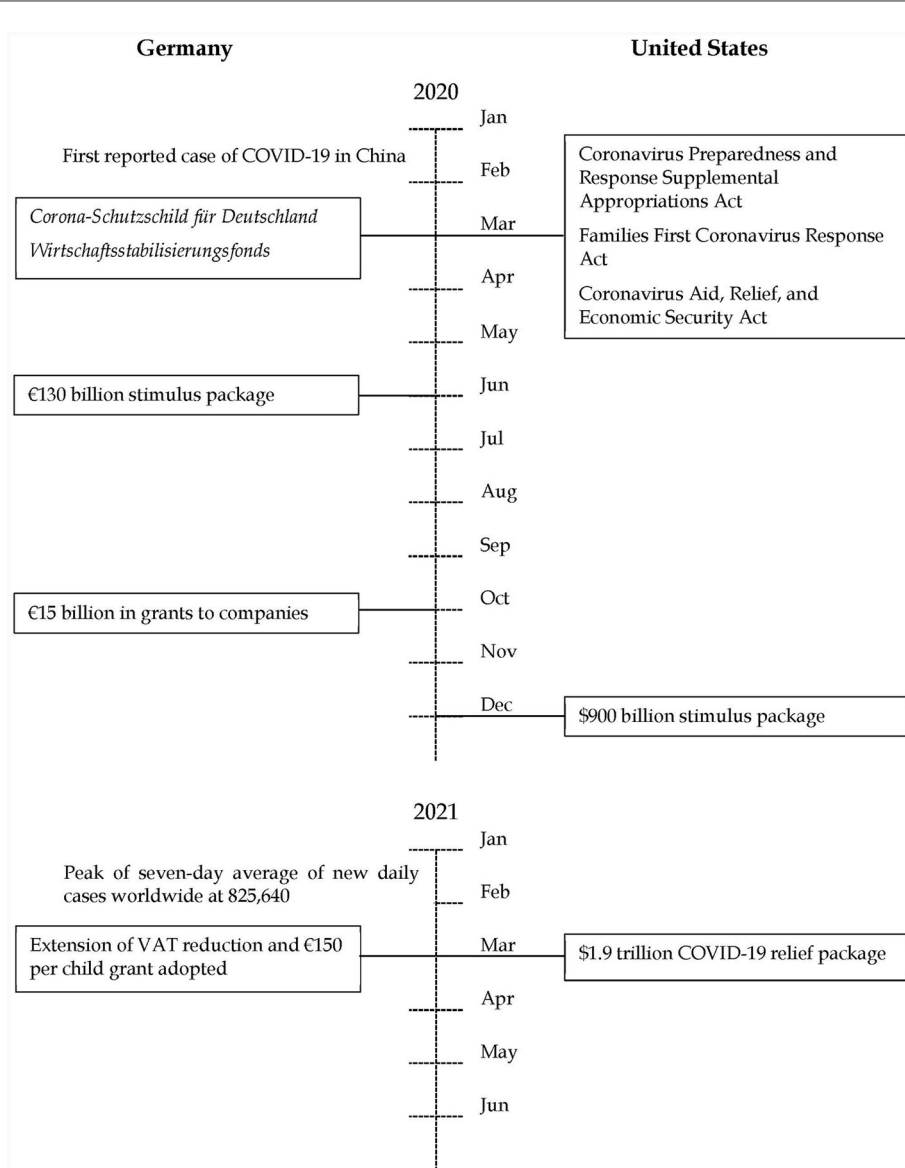 Germany
United States
2020
Jan
First reported case of COVID-19 in China
Feb
Coronavirus Preparedness and
Response Supplemental
Appropriations Act
Families First Coronavirus Response
Act
Coronavirus Aid, Relief, and
Economic Security Act
Corona-Schutzschild für Deutschland
Wirtschaftsstabilisierungsfonds
Mar
Apr
May
€130 billion stimulus package
Jun
Jul
Aug
Sep
€15 billion in grants to companies
Oct
Nov
Dec
$900 billion stimulus package
2021
Jan
Peak of seven-day average of new daily
cases worldwide at 825,640
Feb
Extension of VAT reduction and €150
per child grant adopted
Mar
$1.9 trillion COVID-19 relief package
Apr
May
Jun